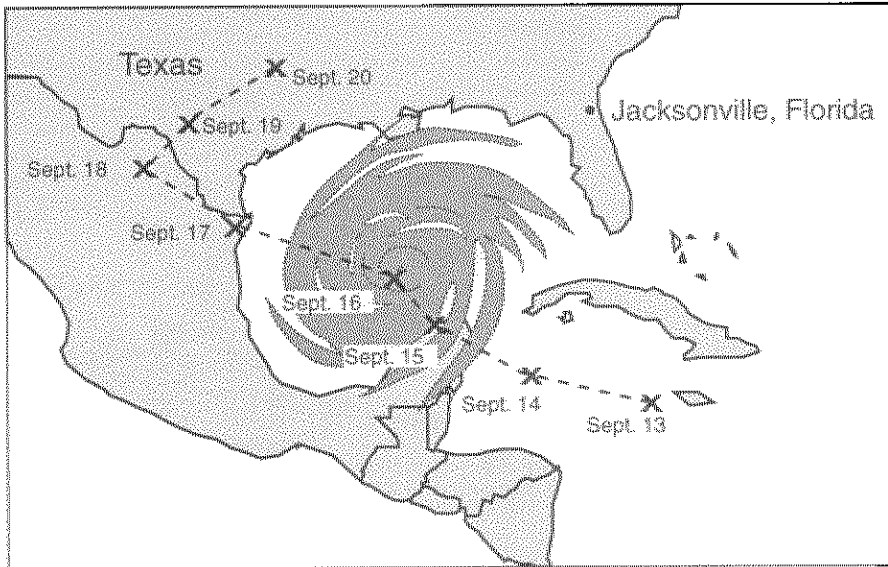 Texas
Sept. 20
Jacksonville, Florida
Sept. 19
Sept. 18
Sept. 17
Sept. 16
Sept. 15
Sept. 14
Sept. 13